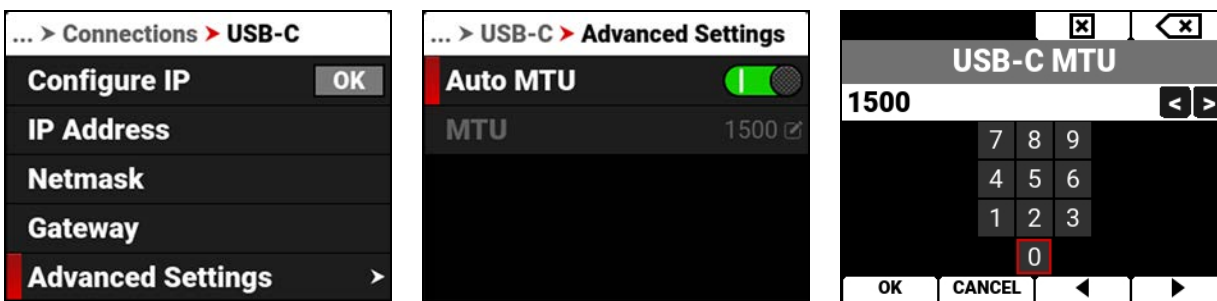 ... > Connections > USB-C
Configure IP OK
IP Address
Netmask
Gateway
Advanced Settings >
... > USB-C > Advanced Settings
Auto MTU
MTU 1500
USB-C MTU
1500 < >
7 8 9
4 5 6
1 2 3
0
OK CANCEL ◀ ▶